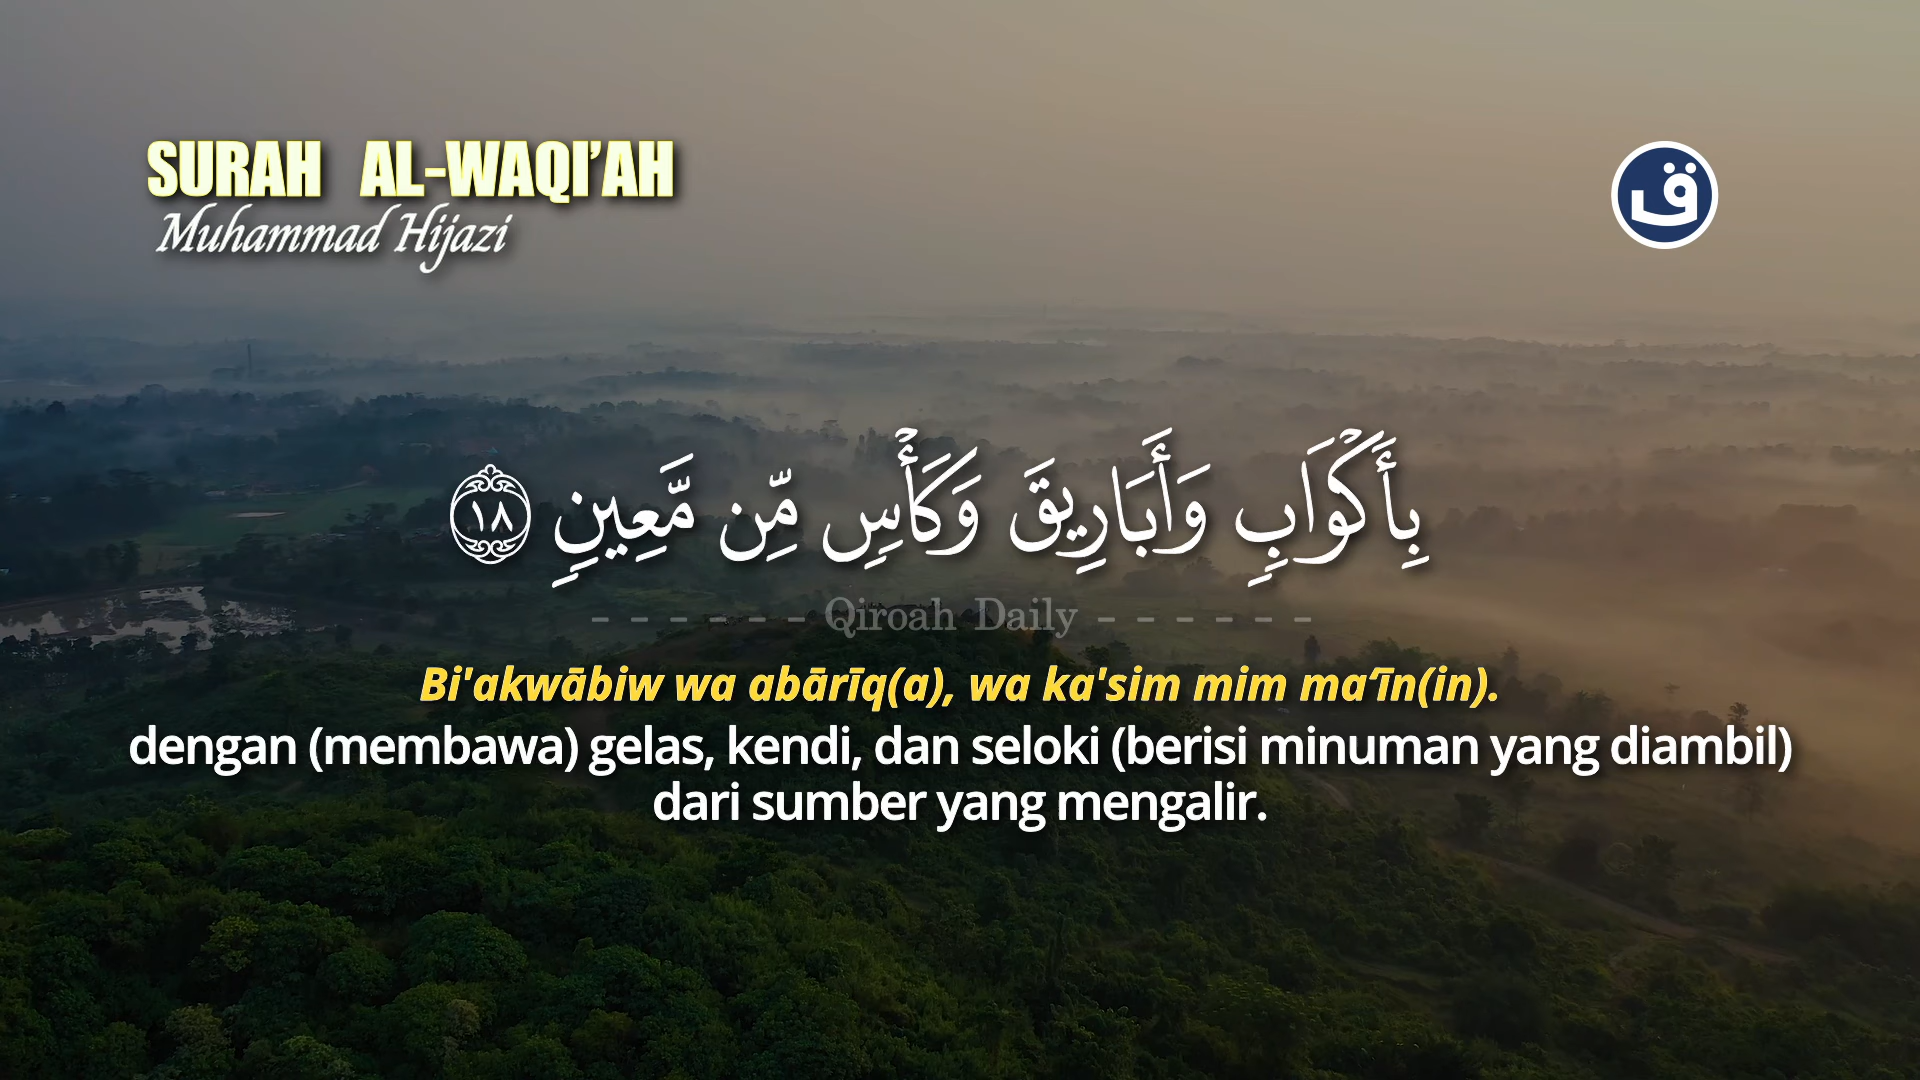 SURAH AL-WAQI’AH
Muhammad Hijazi
ق
بِأَكْوَابٍ وَأَبَارِيقَ وَكَأْسٍ مِّن مَّعِينٍ ١٨
- - - - - - Qiroah Daily - - - - - -
Bi'akwābiw wa abārīq(a), wa ka'sim mim ma‘īn(in).
dengan (membawa) gelas, kendi, dan seloki (berisi minuman yang diambil)
dari sumber yang mengalir.